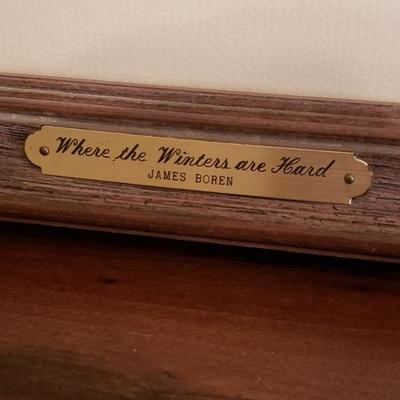 Where the Winters are Hard
JAMES BOREN